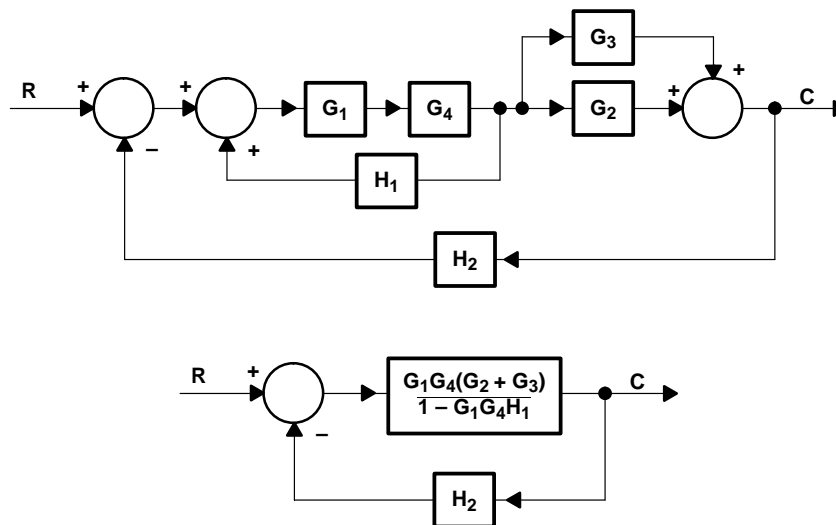 G₃
R + − + + G₁ G₄ + G₂ + C
H₁
H₂
R + − G₁G₄(G₂ + G₃) C
1 – G₁G₄H₁
H₂